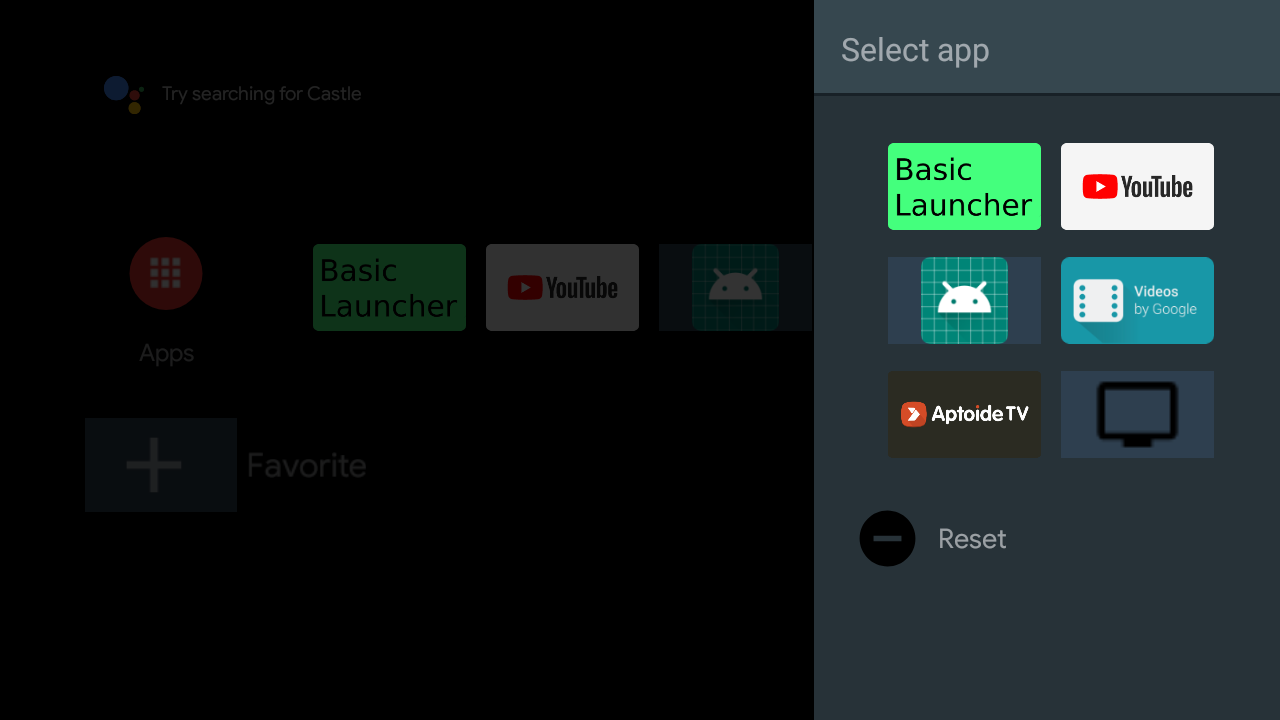 Try searching for Castle
Apps
Basic
Launcher
YouTube
Favorite
Select app
Basic
Launcher
YouTube
Videos
by Google
Aptoide TV
Reset